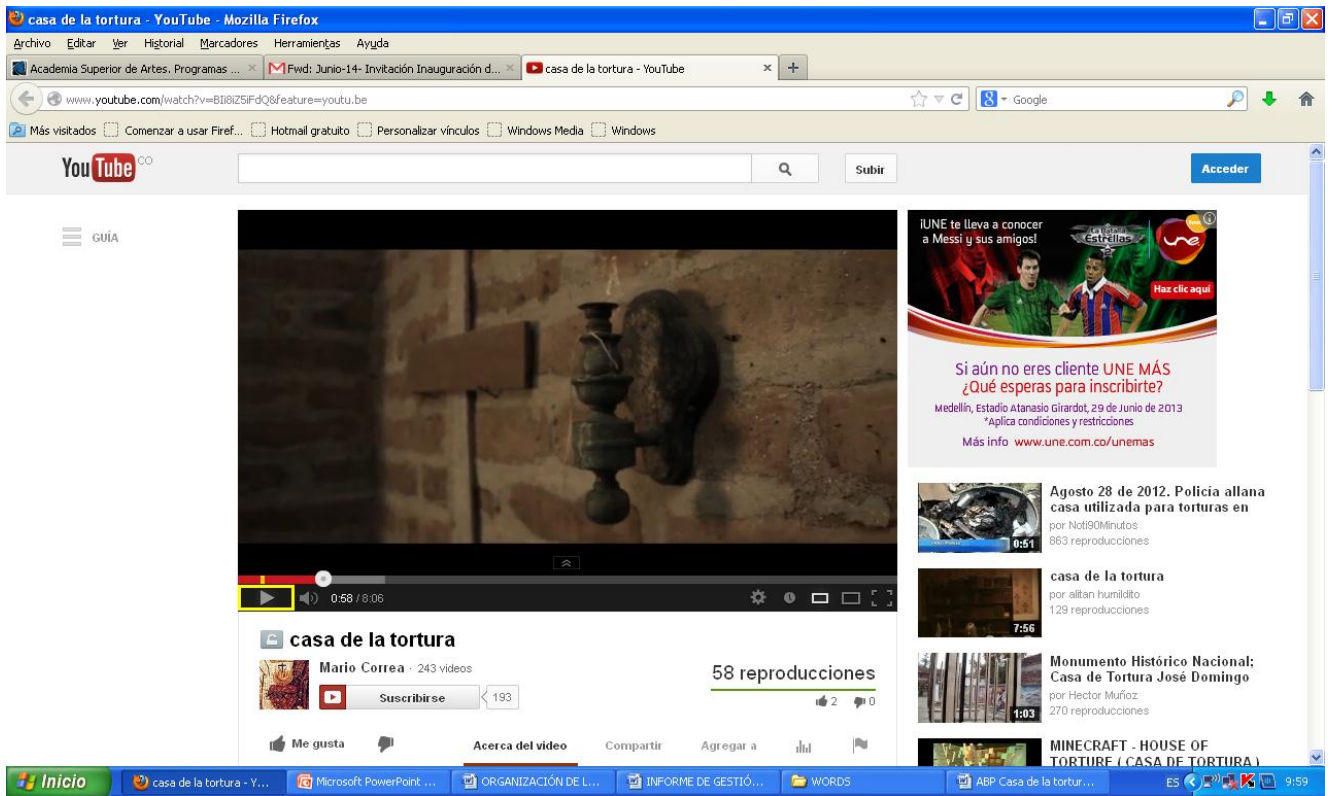 casa de la tortura - YouTube - Mozilla Firefox
Archivo Editar Ver Historial Marcadores Herramientas Ayuda
Academia Superior de Artes. Programas ...
Fwd: Junio-14- Invitación Inauguración d...
casa de la tortura - YouTube
www.youtube.com/watch?v=BIi8iZ5iFdQ&feature=youtu.be
Google
Más visitados Comenzar a usar Firef... Hotmail gratuito Personalizar vínculos Windows Media Windows
YouTube CO
Subir
Acceder
GUÍA
¡UNE te lleva a conocer
a Messi y sus amigos!
Estrellas
une
Haz clic aquí
Si aún no eres cliente UNE MÁS
¿Qué esperas para inscribirte?
Medellín, Estadio Atanasio Girardot, 29 de Junio de 2013
*Aplica condiciones y restricciones
Más info www.une.com.co/unemas
0:58 / 8:06
casa de la tortura
Mario Correa · 243 videos
Suscribirse 193
58 reproducciones
2 0
Me gusta
Acerca del video Compartir Agregar a
Agosto 28 de 2012. Policía allana
casa utilizada para torturas en
por Noti90Minutos
863 reproducciones
0:51
casa de la tortura
por alitan humildito
129 reproducciones
7:56
Monumento Histórico Nacional;
Casa de Tortura José Domingo
por Hector Muñoz
270 reproducciones
1:03
MINECRAFT - HOUSE OF
TORTURE ( CASA DE TORTURA )
Inicio
casa de la tortura - Y...
Microsoft PowerPoint ...
ORGANIZACIÓN DE L...
INFORME DE GESTIÓ...
WORDS
ABP Casa de la tortur...
ES
9:59